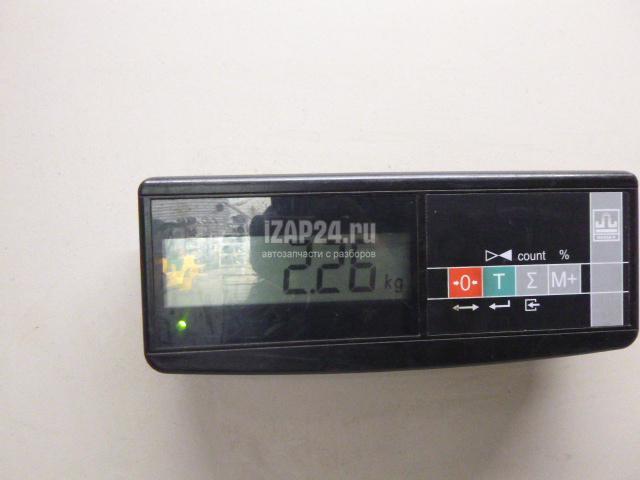 iZAP24.ru
автозапчасти с разборов
2.26 kg
count %
→0← T Σ M+